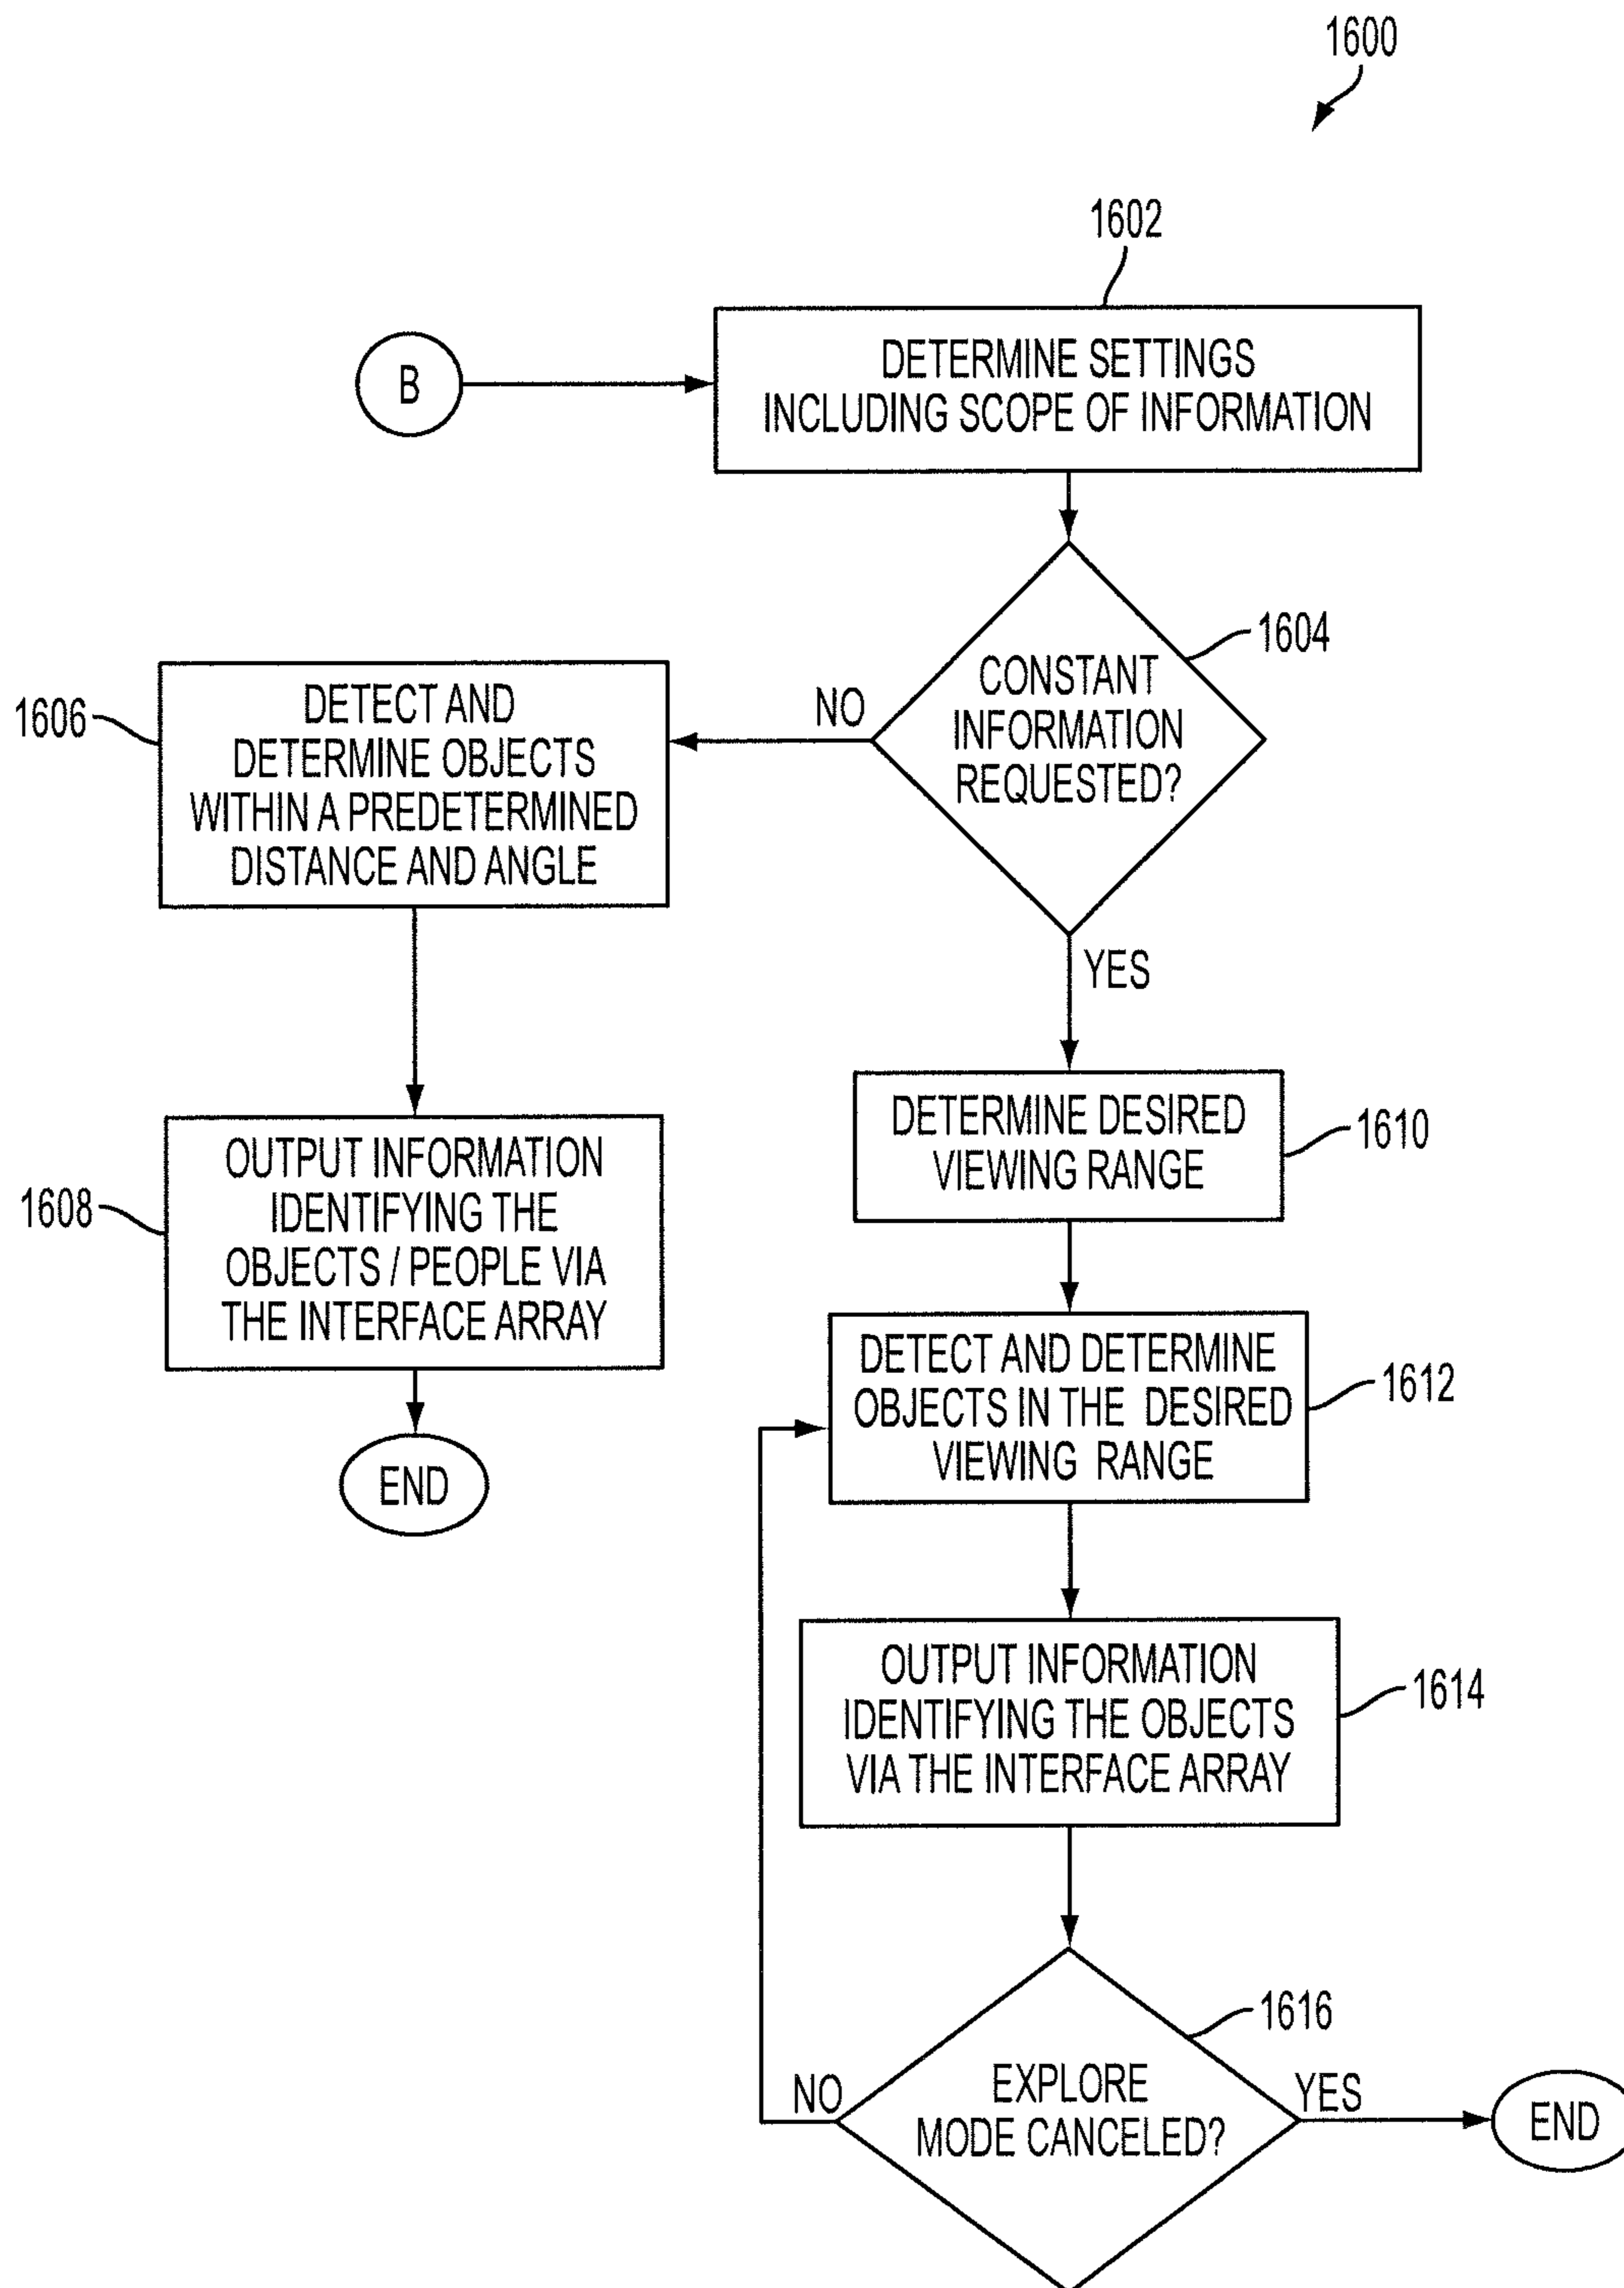 1600
1602
B
DETERMINE SETTINGS
INCLUDING SCOPE OF INFORMATION
1604
CONSTANT
INFORMATION
REQUESTED?
NO
1606
DETECT AND
DETERMINE OBJECTS
WITHIN A PREDETERMINED
DISTANCE AND ANGLE
YES
1608
OUTPUT INFORMATION
IDENTIFYING THE
OBJECTS / PEOPLE VIA
THE INTERFACE ARRAY
END
DETERMINE DESIRED
VIEWING RANGE
1610
DETECT AND DETERMINE
OBJECTS IN THE DESIRED
VIEWING RANGE
1612
OUTPUT INFORMATION
IDENTIFYING THE OBJECTS
VIA THE INTERFACE ARRAY
1614
1616
EXPLORE
MODE CANCELED?
NO
YES
END